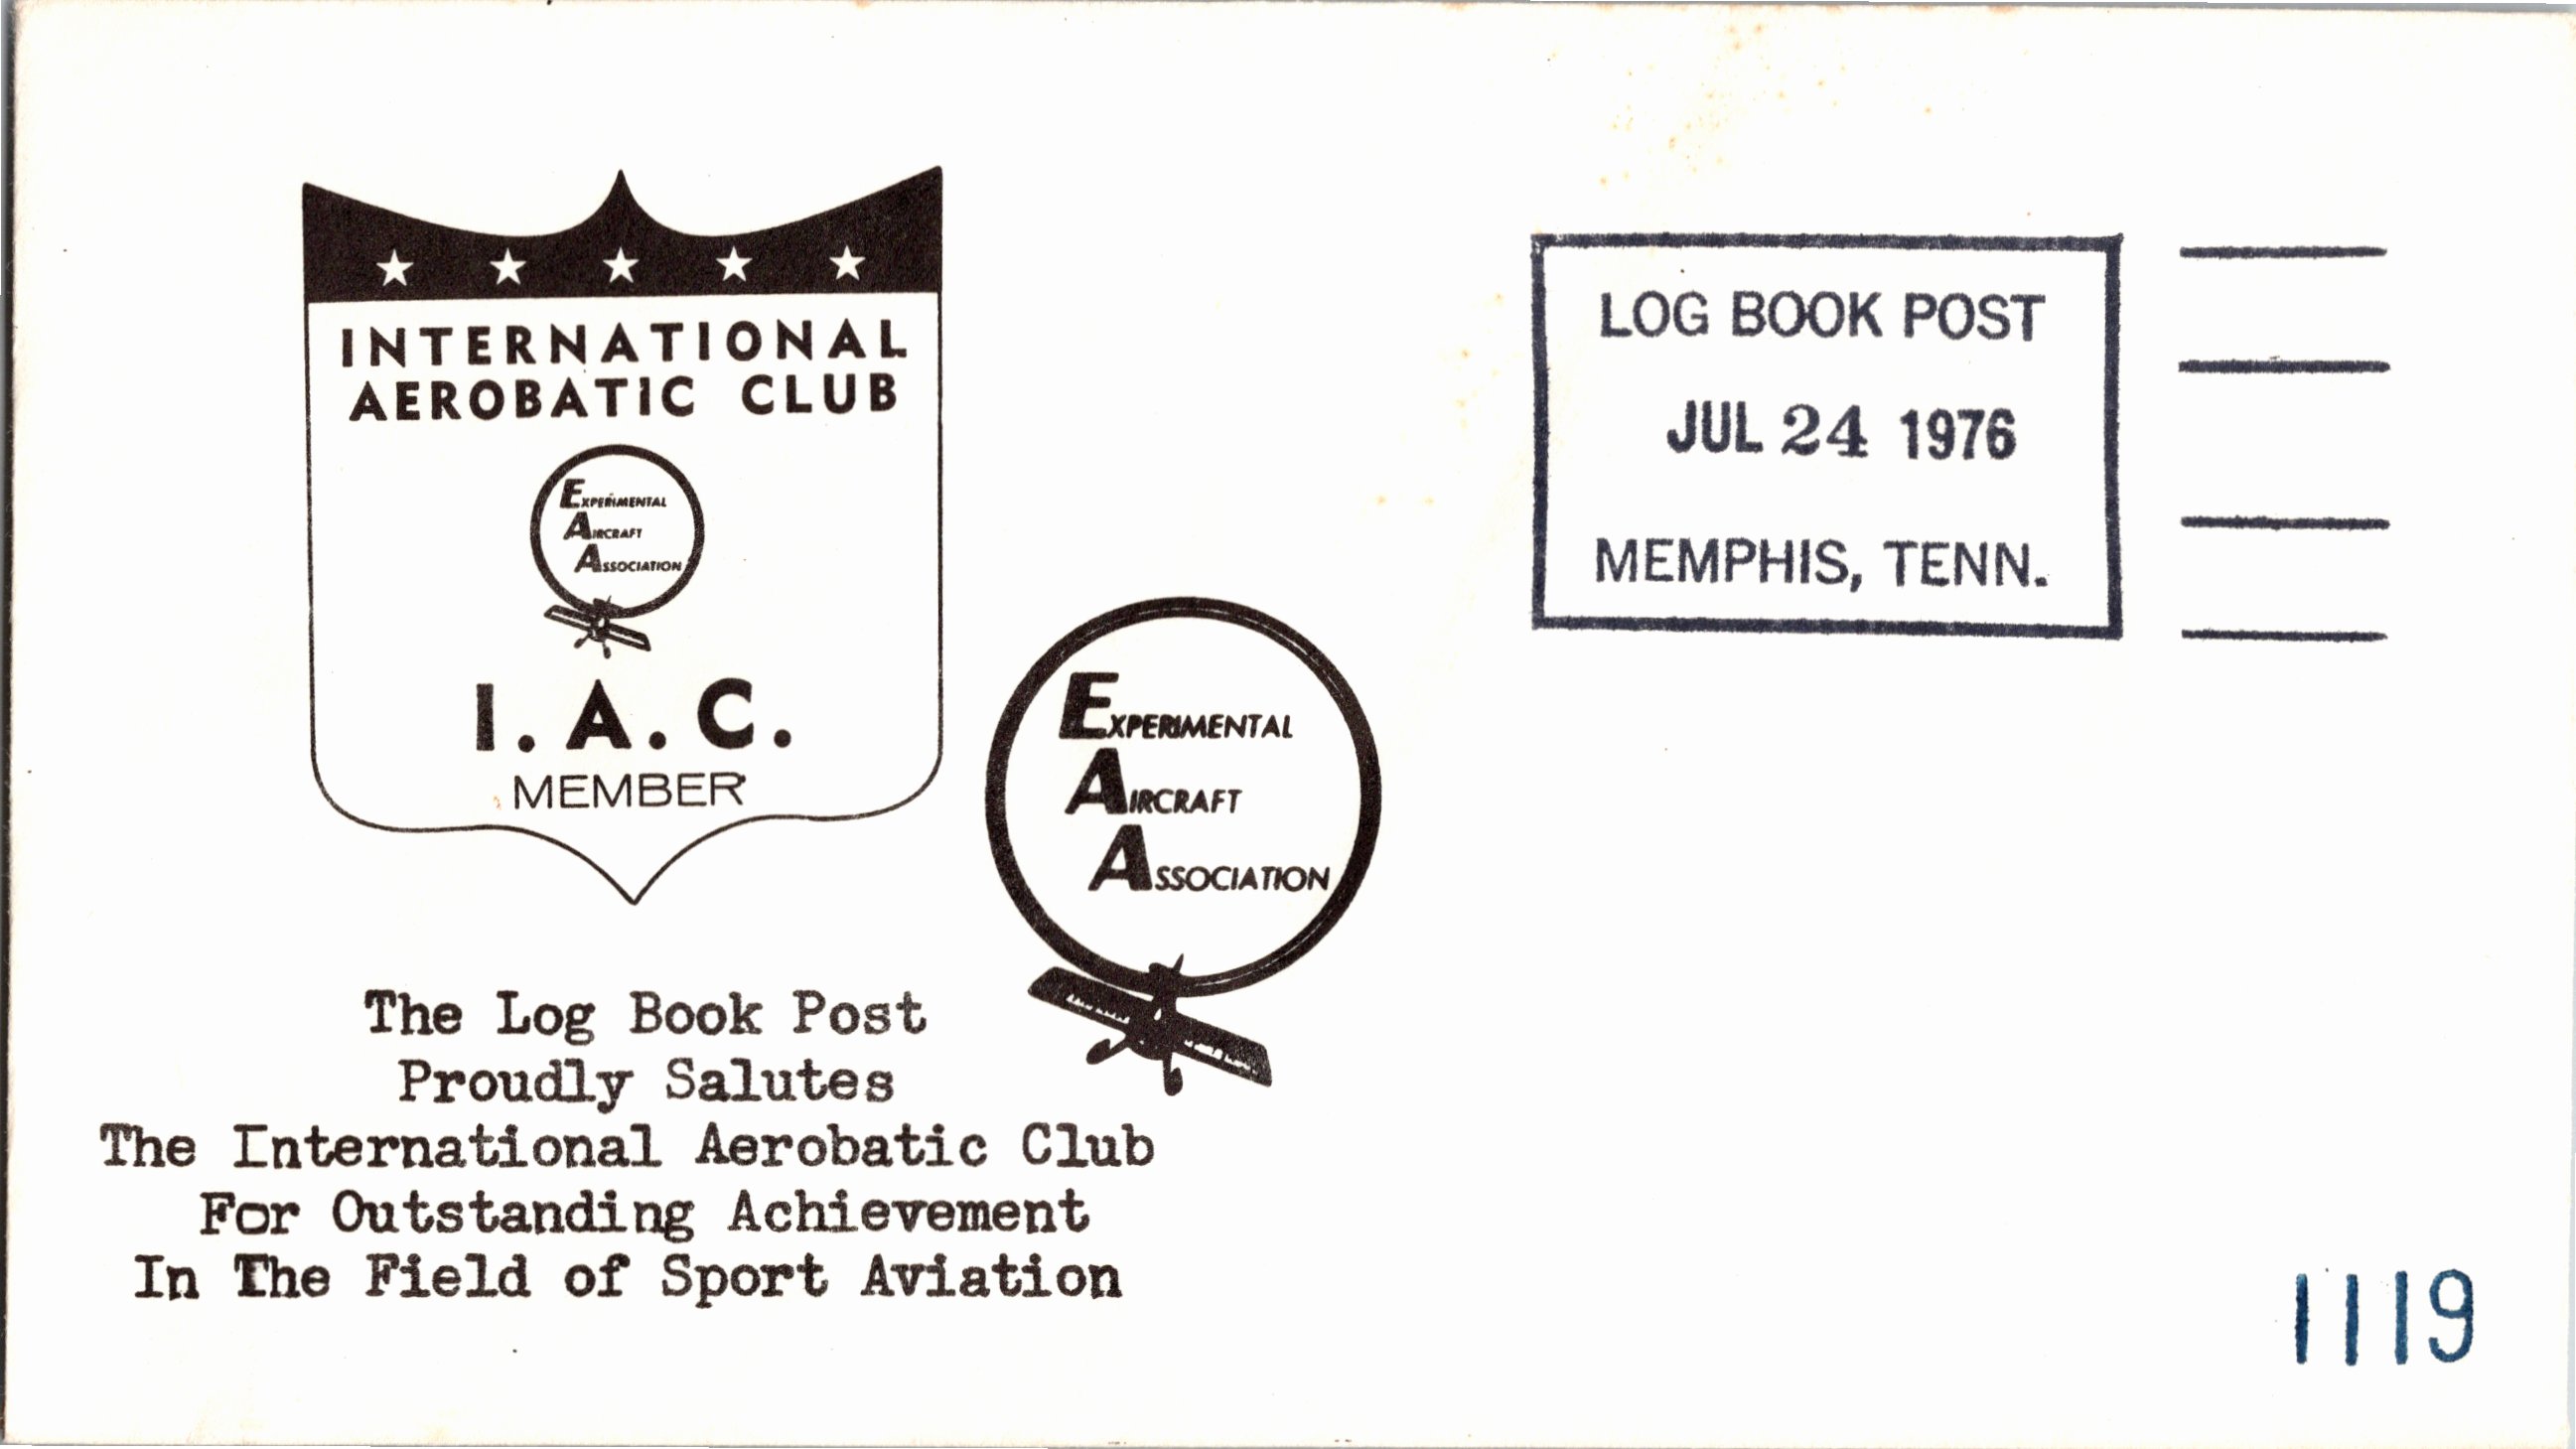 INTERNATIONAL
AEROBATIC CLUB
EXPERIMENTAL
AIRCRAFT
ASSOCIATION
I.A.C.
MEMBER
EXPERIMENTAL
AIRCRAFT
ASSOCIATION
The Log Book Post
Proudly Salutes
The International Aerobatic Club
For Outstanding Achievement
In The Field of Sport Aviation
LOG BOOK POST
JUL 24 1976
MEMPHIS, TENN.
1119